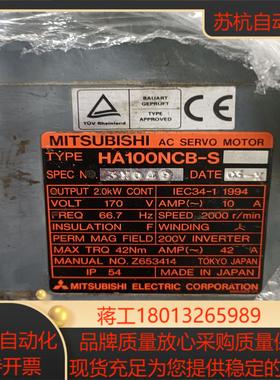 苏杭自动化
TÜV Rheinland
BAUART
GEPRÜFT
TYPE
APPROVED
CE
MITSUBISHI AC SERVO MOTOR
TYPE HA100NCB-S
SPEC NO. DATE
OUTPUT 2.0kW CONT IEC34-1 1994
VOLT 170 V AMP(~) 10 A
FREQ 66.7 Hz SPEED 2000 r/min
INSULATION F WINDING
PERM MAG FIELD 200V INVERTER
MAX TRQ 42Nm AMP(~) 42 A
MANUAL NO. Z653414 TOKYO JAPAN
IP 54
MITSUBISHI ELECTRIC CORPORATION
蒋工18013265989
自动化 品牌质量放心采购质量保
开票 现货充足为您提供稳定的